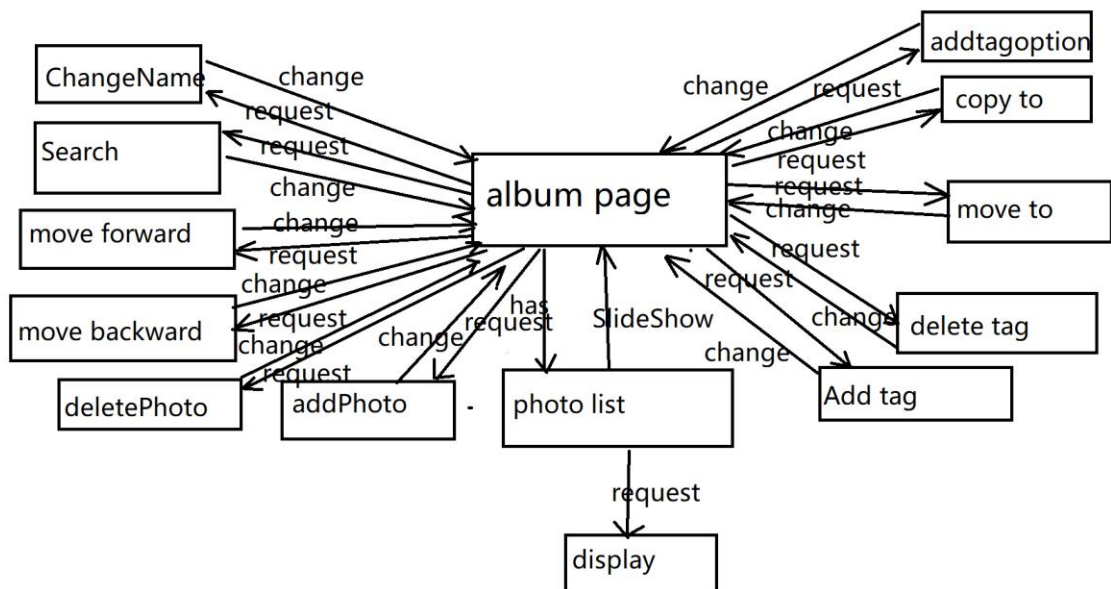 addtagoption
ChangeName
change
change
request
request
copy to
Search
request
change
request
album page
request
change
move to
change
move forward
change
request
request
request
change
has
request
SlideShow
change
delete tag
move backward
request
change
change
change
request
deletePhoto
addPhoto
photo list
Add tag
request
display